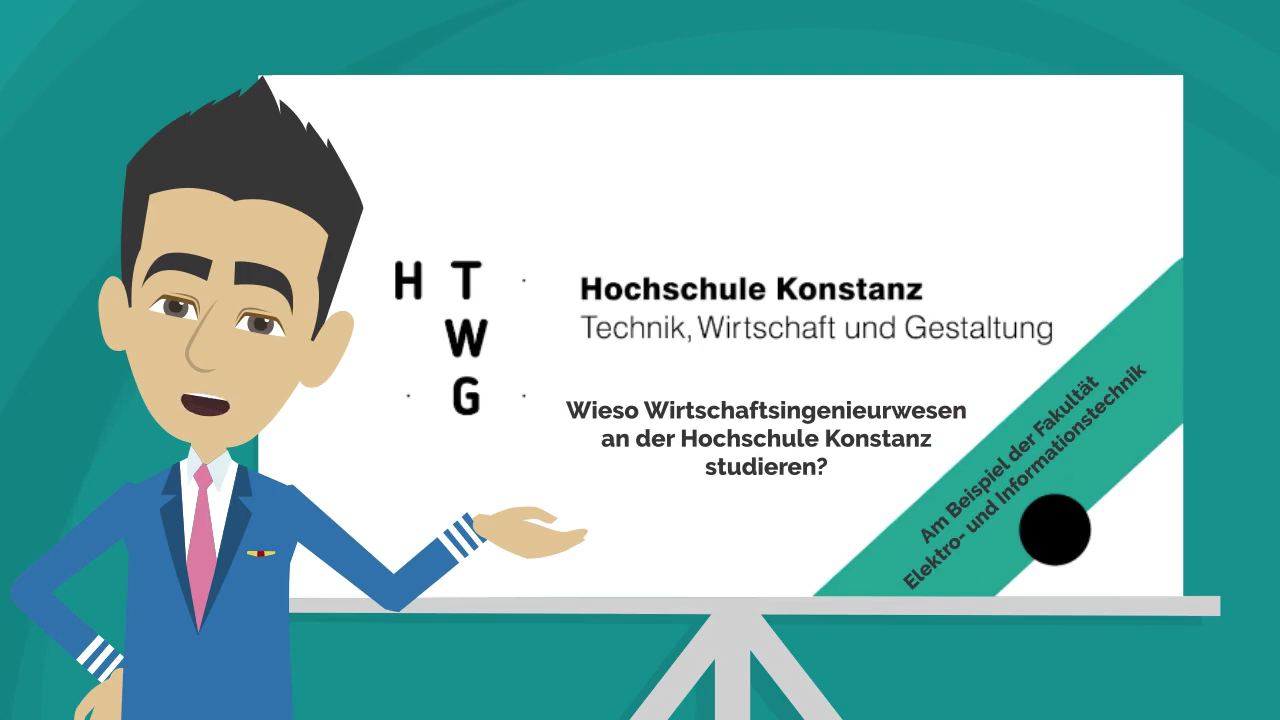 H T
W
G
Hochschule Konstanz
Technik, Wirtschaft und Gestaltung
Wieso Wirtschaftsingenieurwesen
an der Hochschule Konstanz
studieren?
Am Beispiel der Fakultät
Elektro- und Informationstechnik